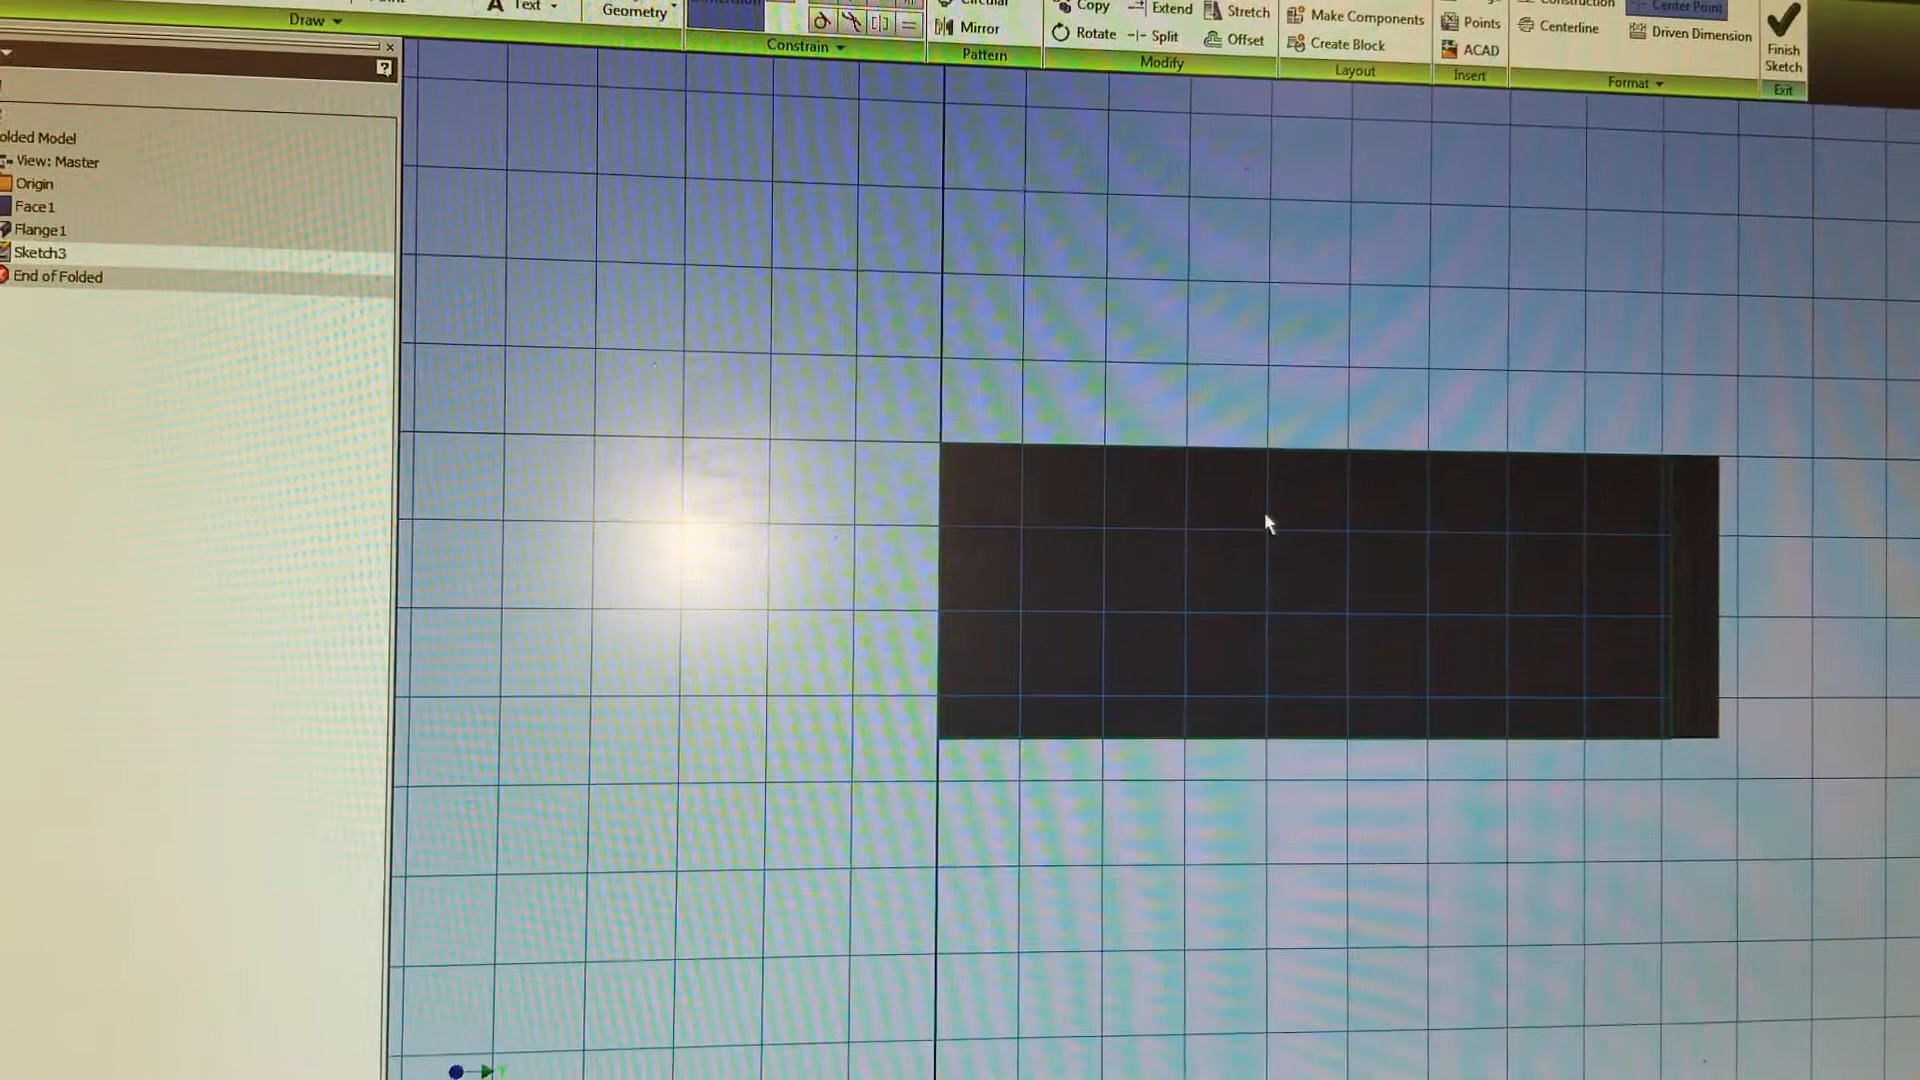 Text
Geometry
Draw
Constrain
Mirror
Pattern
Copy
Extend
Stretch
Rotate
Split
Offset
Modify
Make Components
Create Block
Layout
Points
ACAD
Insert
Centerline
Center Point
Driven Dimension
Format
Finish
Sketch
Exit
?
olded Model
View: Master
Origin
Face1
Flange1
Sketch3
End of Folded